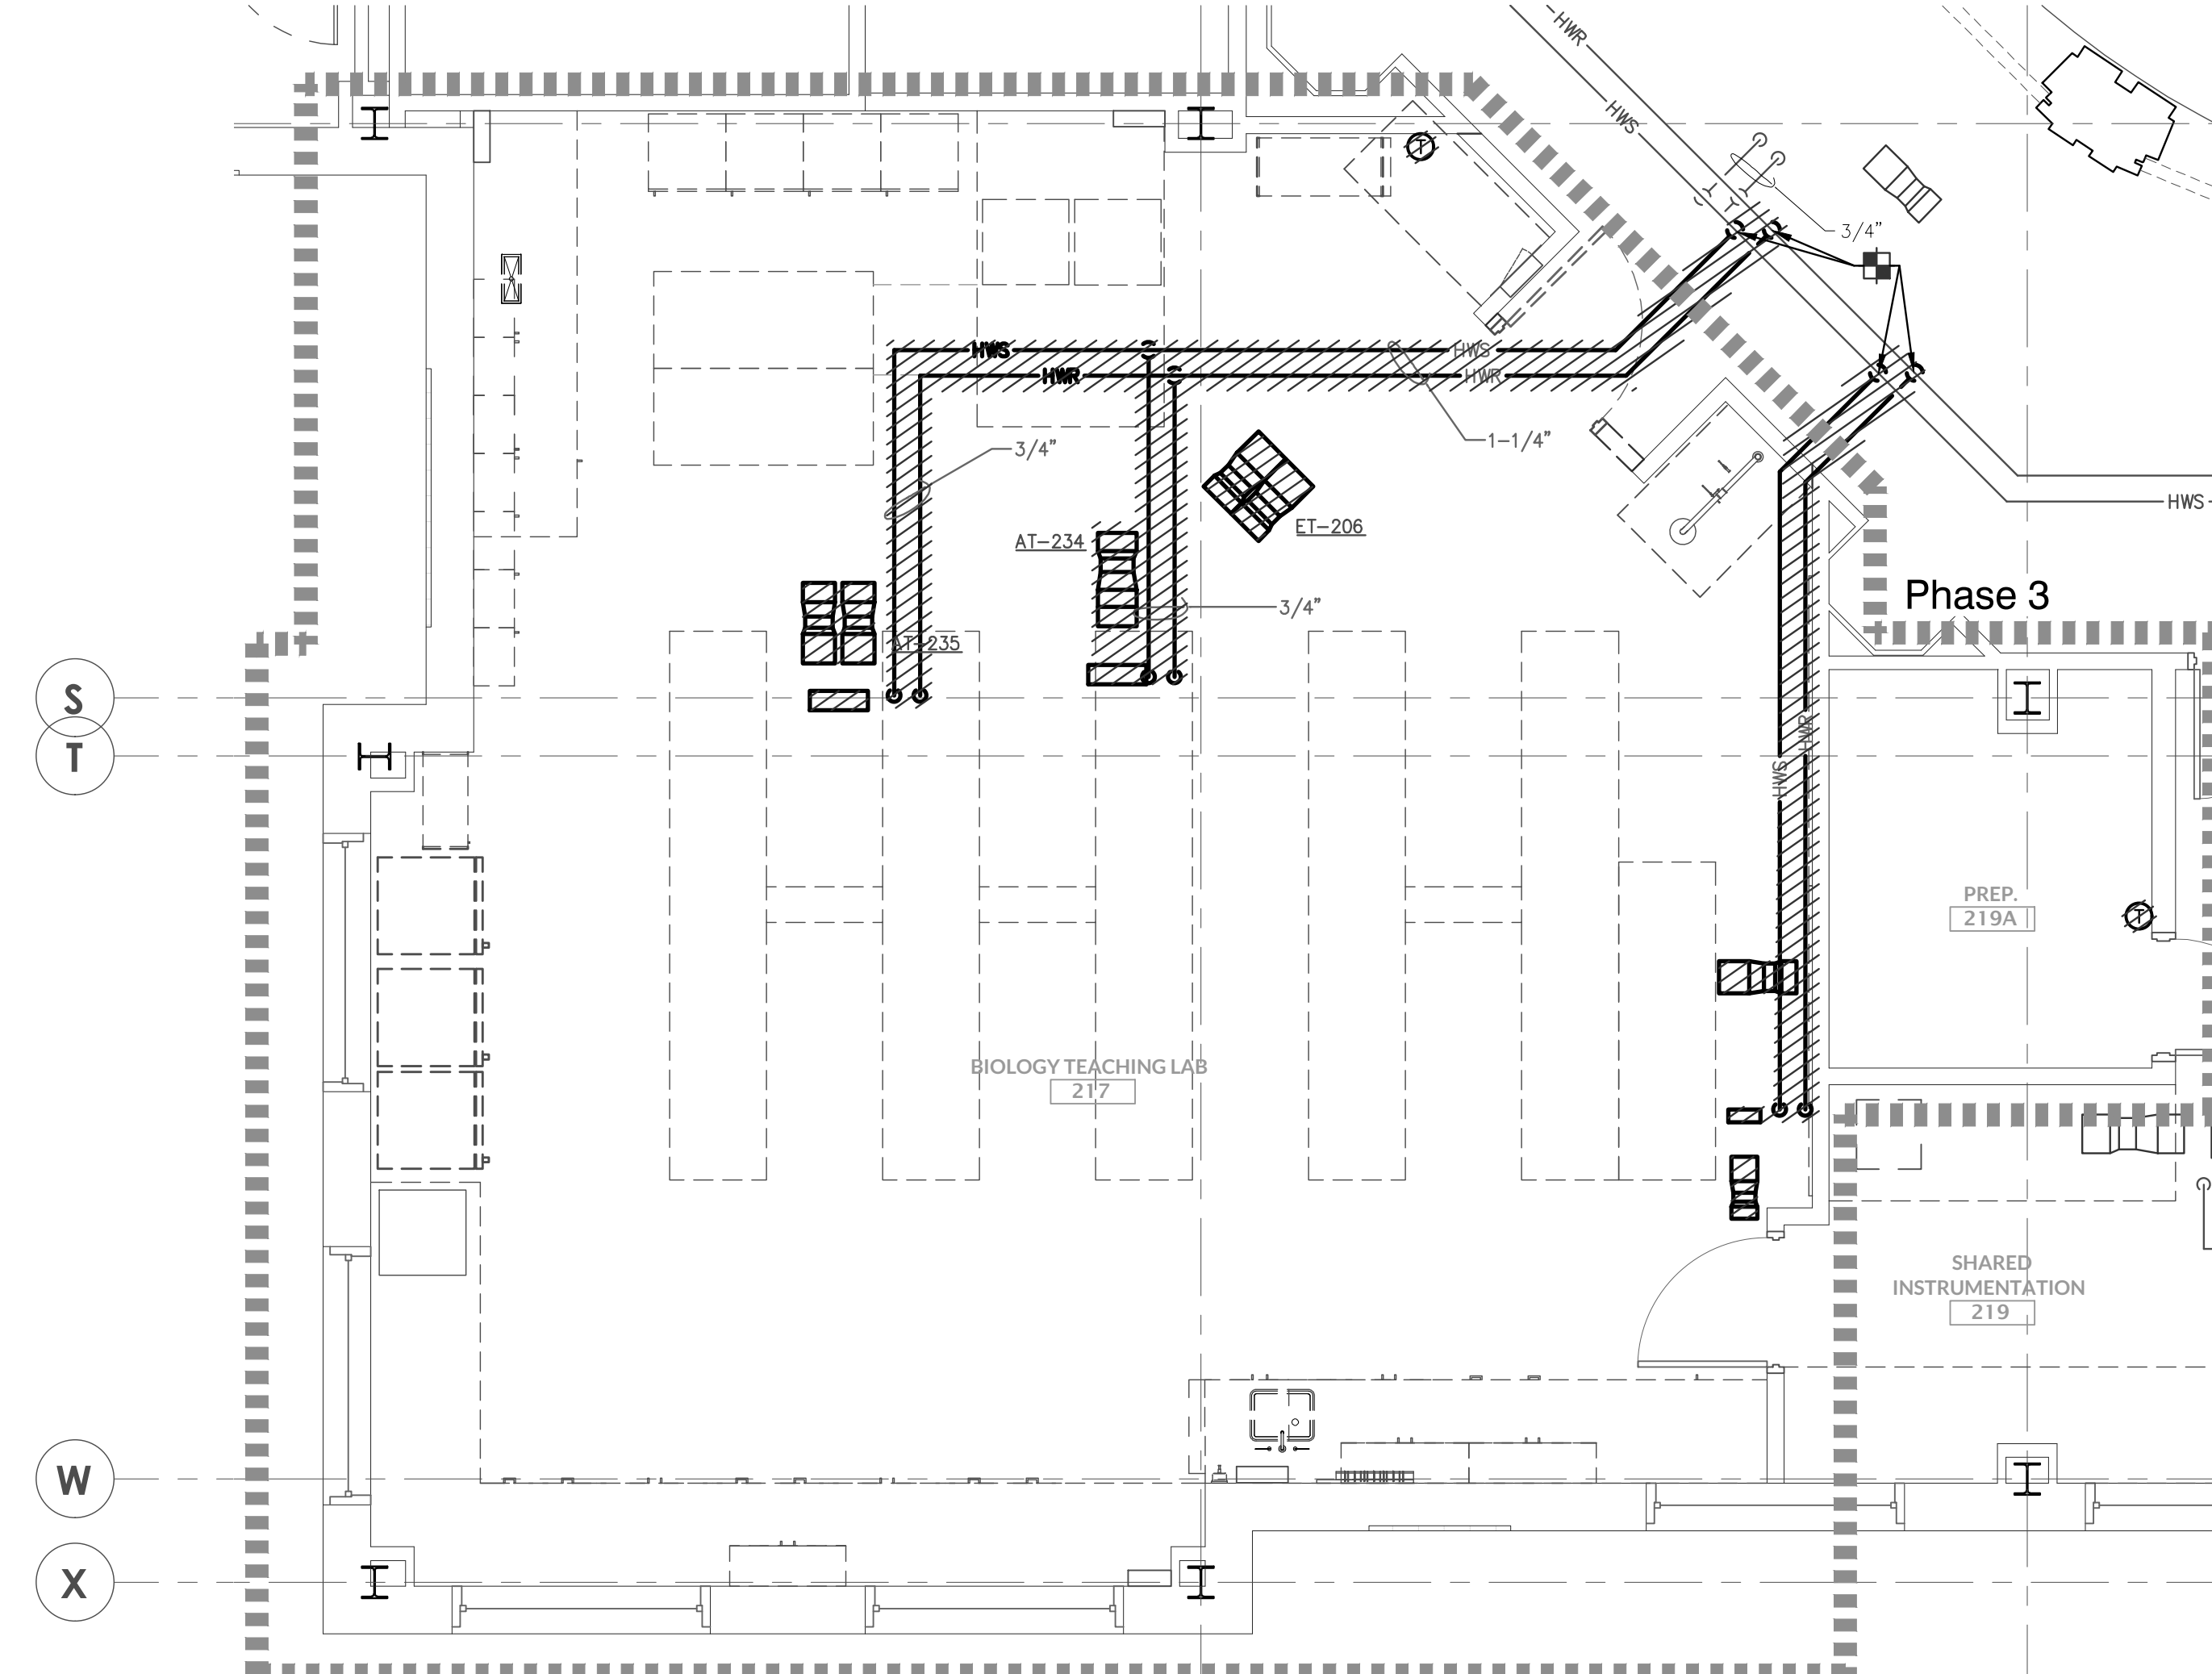 HWR
HWS
3/4"
HWS
HWS
HWR
HWR
1-1/4"
3/4"
HWS
ET-206
AT-234
Phase 3
3/4"
AT-235
S
T
HWR
HWS
PREP.
219A
T
T
BIOLOGY TEACHING LAB
217
SHARED
INSTRUMENTATION
219
W
X